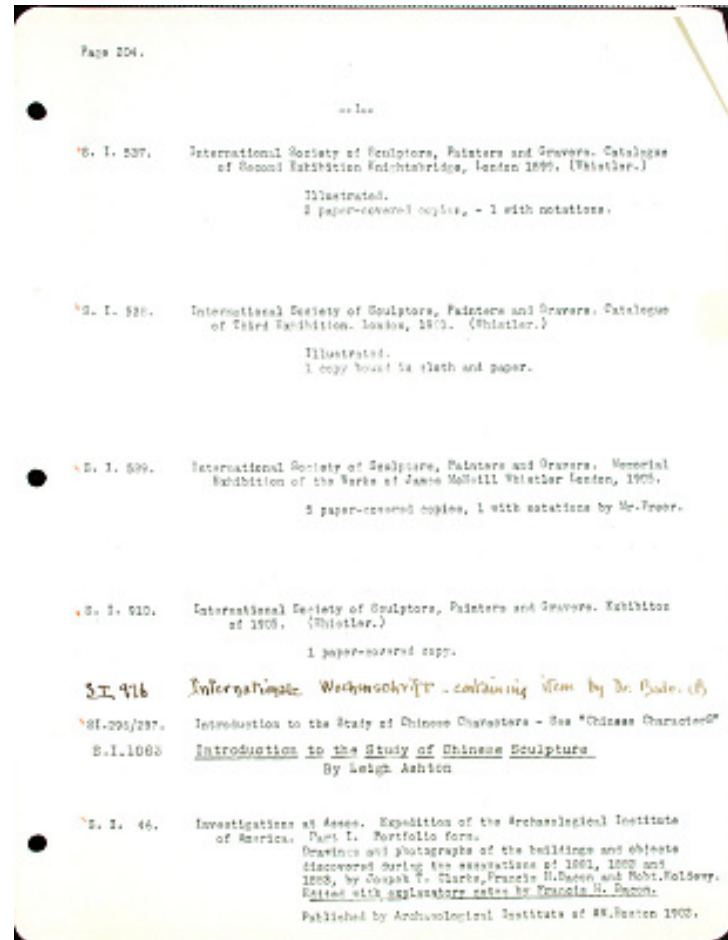 Page 204.
--I--
S. I. 537. International Society of Sculptors, Painters and Gravers. Catalogue
of Second Exhibition Knightsbridge, London 1899. (Whistler.)
Illustrated.
2 paper-covered copies, - 1 with notations.
S. I. 538. International Society of Sculptors, Painters and Gravers. Catalogue
of Third Exhibition. London, 1901. (Whistler.)
Illustrated.
1 copy bound in cloth and paper.
S. I. 539. International Society of Sculptors, Painters and Gravers. Memorial
Exhibition of the Works of James McNeill Whistler London, 1905.
5 paper-covered copies, 1 with notations by Mr. Freer.
S. I. 910. International Society of Sculptors, Painters and Gravers. Exhibiton
of 1905. (Whistler.)
1 paper-covered copy.
SI 976 Internationale Wochenschrift - containing item by Dr. Bode. (B)
SI.296/297. Introduction to the Study of Chinese Characters - See "Chinese Characters"
S.I.1063 Introduction to the Study of Chinese Sculpture
By Leigh Ashton
S. I. 46. Investigations at Assos. Expedition of the Archaeological Institute
of America. Part I. Portfolio form.
Drawings and photographs of the buildings and objects
discovered during the excavations of 1881, 1882 and
1883, by Joseph T. Clarke, Francis H. Bacon and Robt. Koldewy.
Edited with explanatory notes by Francis H. Bacon.
Published by Archaeological Institute of AM. Boston 1902.